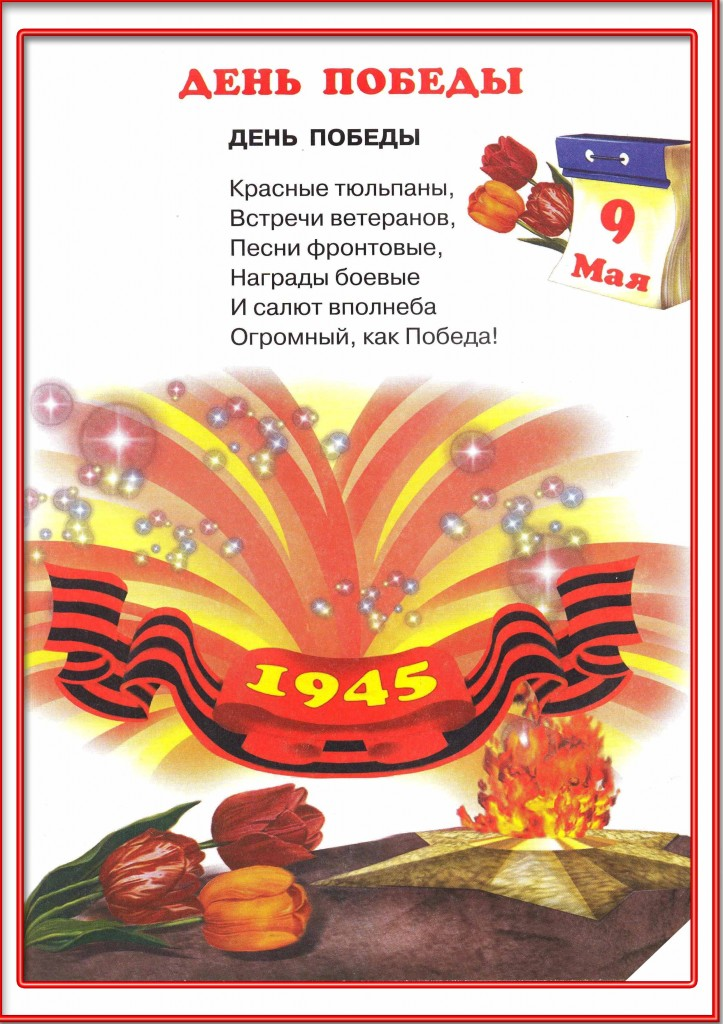 ДЕНЬ ПОБЕДЫ
ДЕНЬ ПОБЕДЫ
Красные тюльпаны,
Встречи ветеранов,
Песни фронтовые,
Награды боевые
И салют вполнеба
Огромный, как Победа!
9
Мая
1945